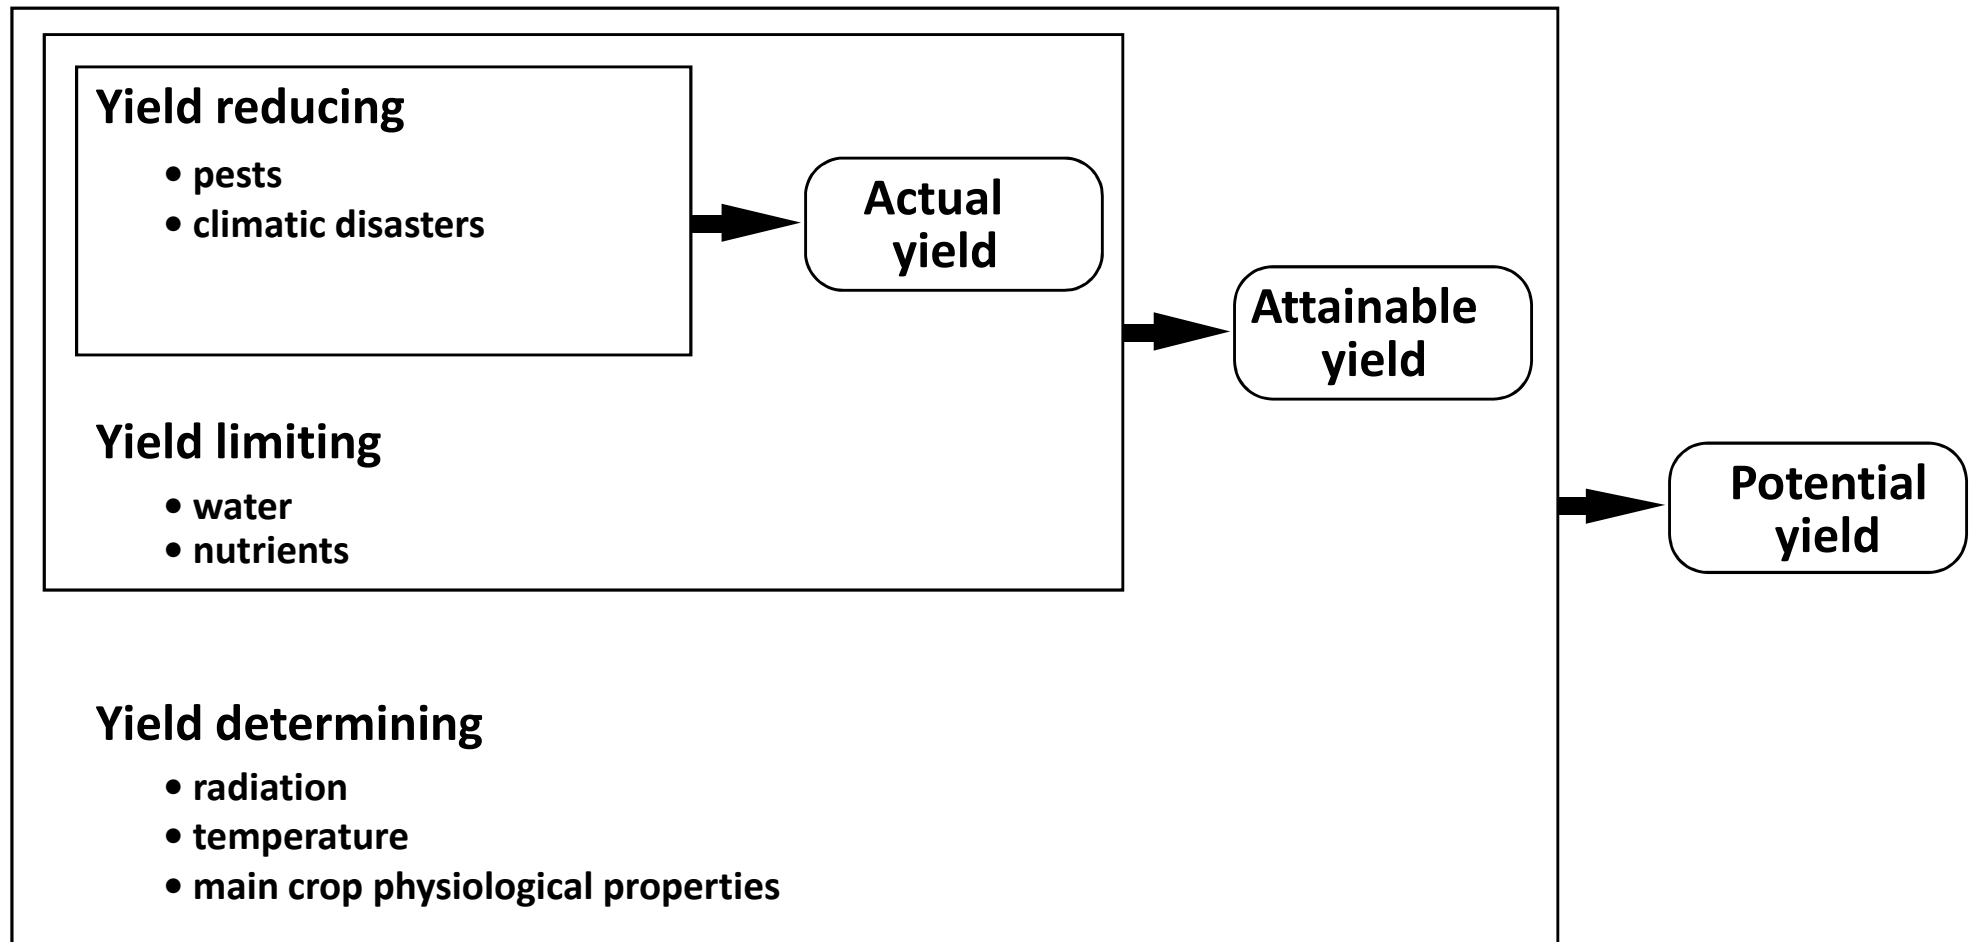 Yield reducing
• pests
• climatic disasters
Actual
yield
Attainable
yield
Yield limiting
• water
• nutrients
Potential
yield
Yield determining
• radiation
• temperature
• main crop physiological properties